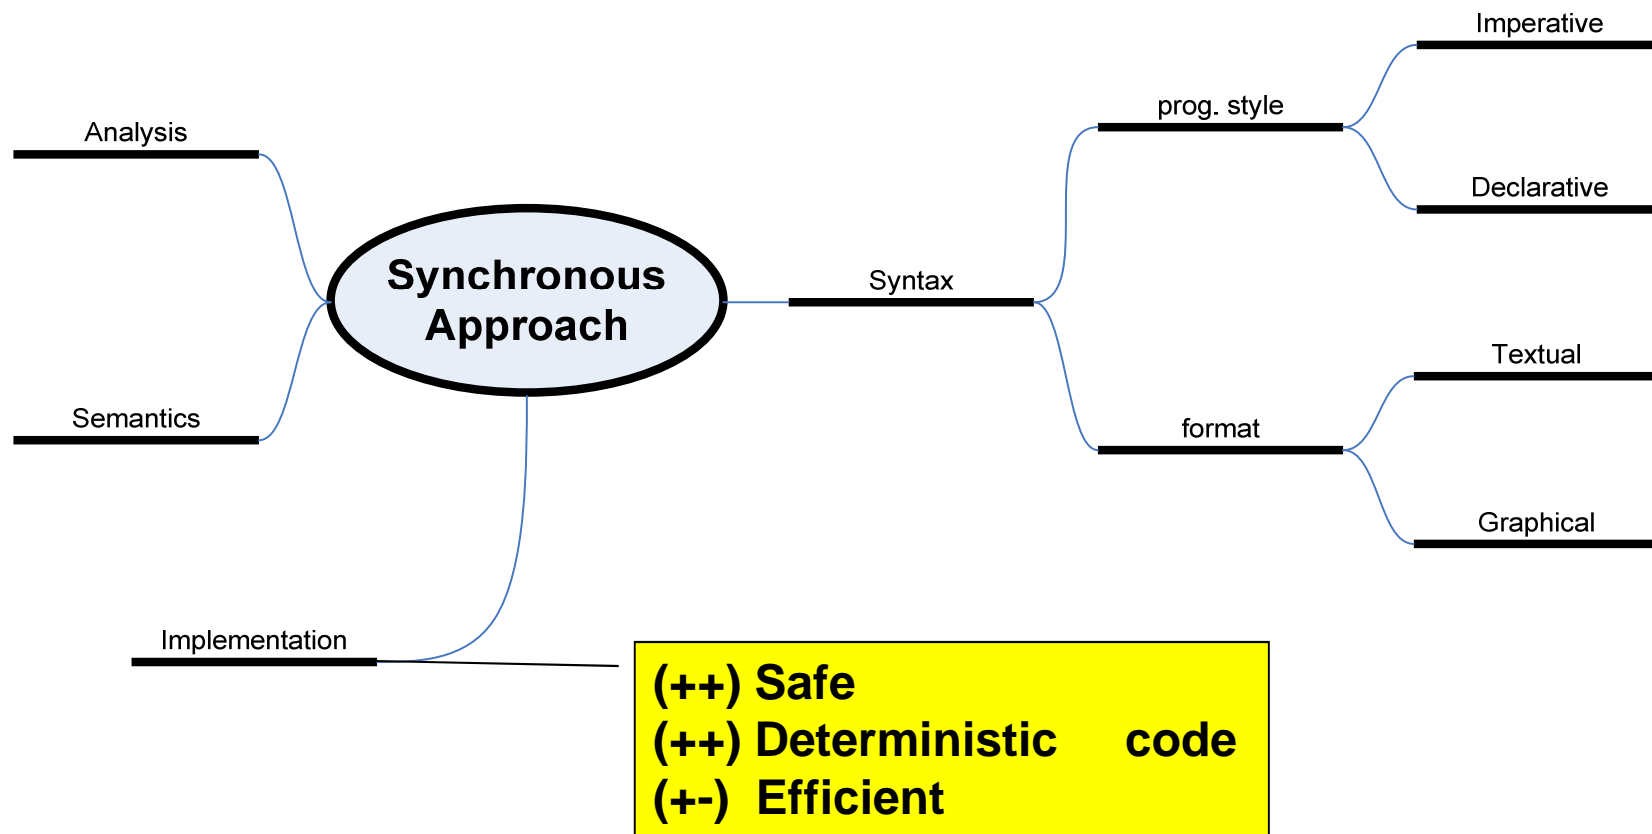 Imperative
prog. style
Analysis
Declarative
Synchronous
Approach
Syntax
Textual
Semantics
format
Graphical
Implementation
(++) Safe
(++) Deterministic code
(+-) Efficient